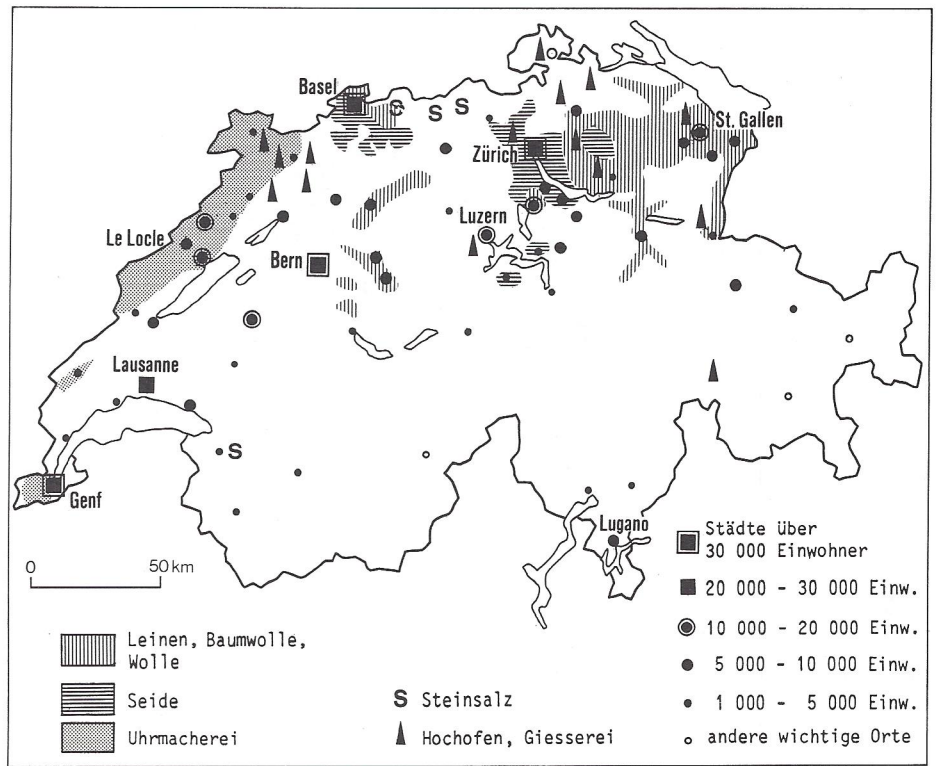 Basel
S
S
S
St. Gallen
Zürich
Le Locle
Luzern
Bern
Lausanne
S
Genf
Lugano
0 50 km
Städte über
30 000 Einwohner
20 000 - 30 000 Einw.
10 000 - 20 000 Einw.
5 000 - 10 000 Einw.
1 000 - 5 000 Einw.
andere wichtige Orte
Leinen, Baumwolle,
Wolle
Seide
Uhrmacherei
S Steinsalz
Hochofen, Giesserei